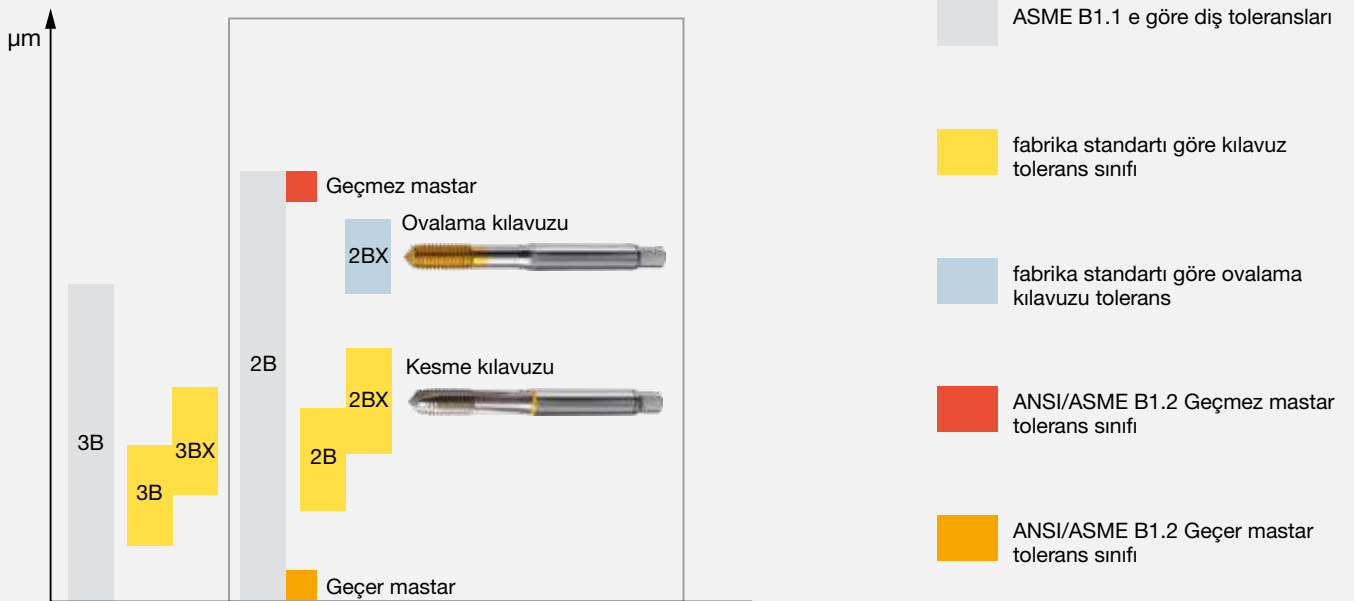 µm
Geçmez mastar
Ovalama kılavuzu
2BX
2B
Kesme kılavuzu
2BX
2B
3B
3BX
3B
Geçer mastar
ASME B1.1 e göre diş toleransları
fabrika standartı göre kılavuz
tolerans sınıfı
fabrika standartı göre ovalama
kılavuzu tolerans
ANSI/ASME B1.2 Geçmez mastar
tolerans sınıfı
ANSI/ASME B1.2 Geçer mastar
tolerans sınıfı